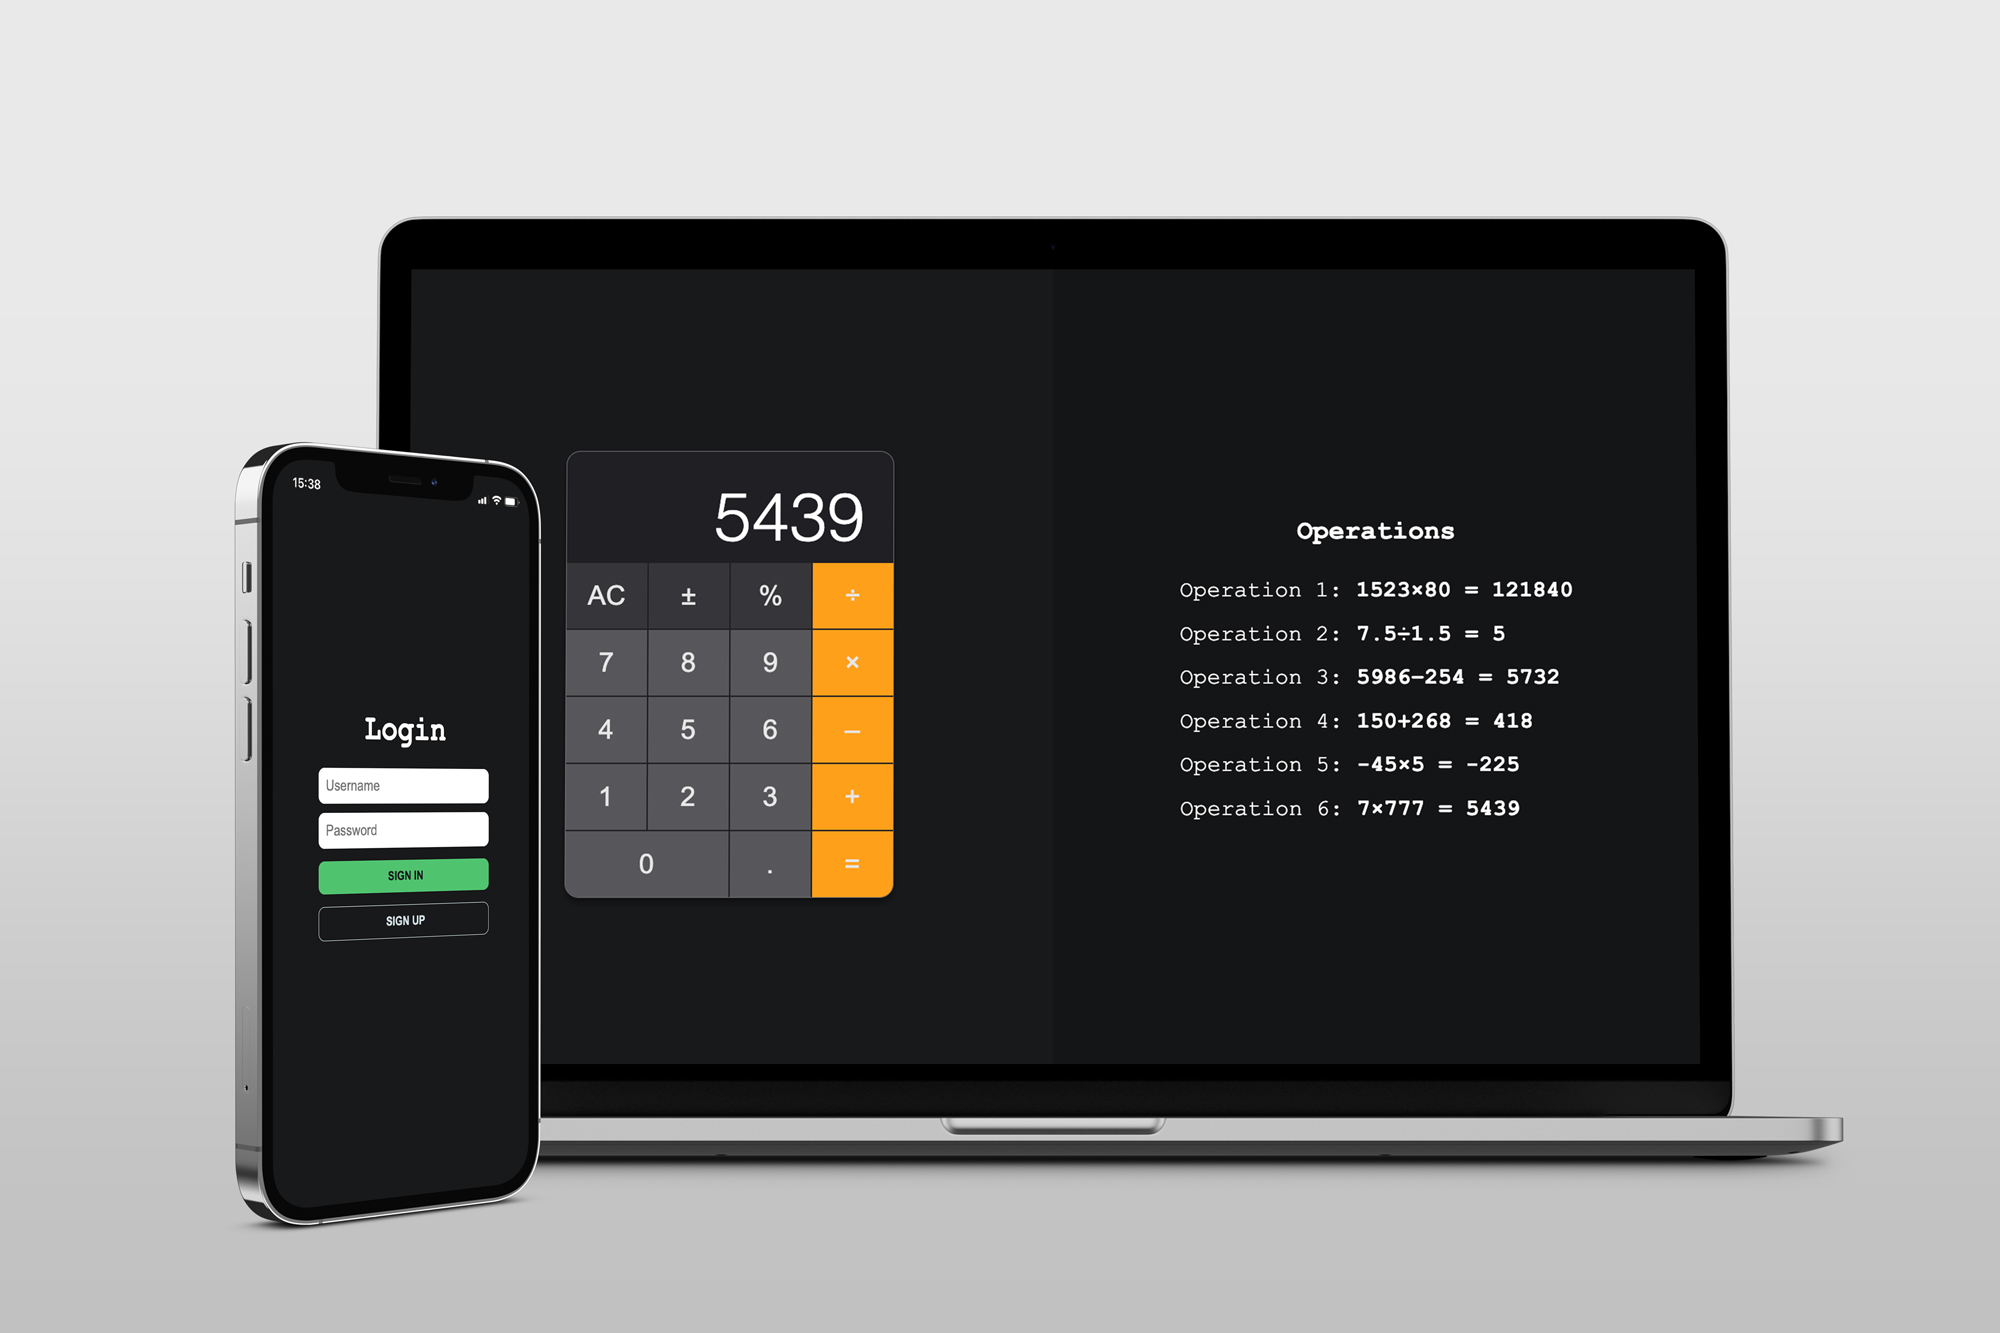 15:38
Login
Username
Password
SIGN IN
SIGN UP
5439
AC ± % ÷
7 8 9 ×
4 5 6 –
1 2 3 +
0 . =
Operations
Operation 1: 1523×80 = 121840
Operation 2: 7.5÷1.5 = 5
Operation 3: 5986−254 = 5732
Operation 4: 150+268 = 418
Operation 5: -45×5 = -225
Operation 6: 7×777 = 5439